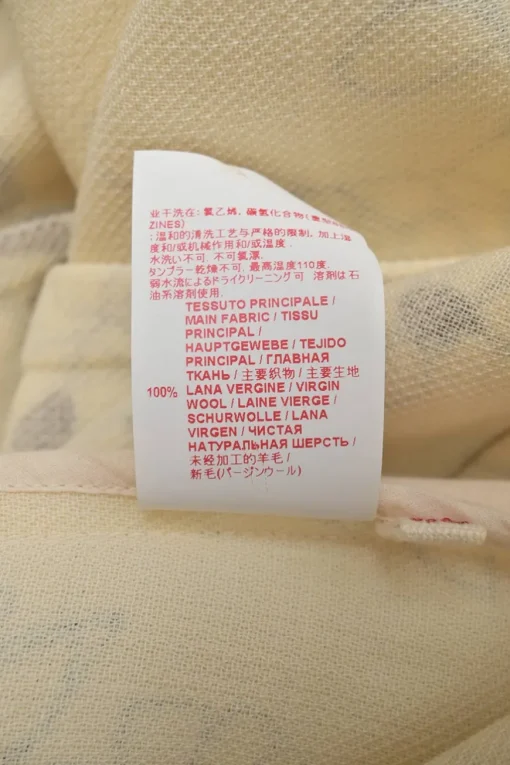 业干洗在: 氯乙烯, 碳氢化合物(重
ZINES)
; 温和的清洗工艺与严格的限制, 加上湿
度和/或机械作用和/或温度.
水洗い不可. 不可氯漂.
タンブラー乾燥不可. 最高温度110度.
弱水流によるドライクリーニング可 溶剤は石
油系溶剤使用.
TESSUTO PRINCIPALE /
MAIN FABRIC / TISSU
PRINCIPAL /
HAUPTGEWEBE / TEJIDO
PRINCIPAL / ГЛАВНАЯ
ТКАНЬ / 主要织物 / 主要生地
100% LANA VERGINE / VIRGIN
WOOL / LAINE VIERGE /
SCHURWOLLE / LANA
VIRGEN / ЧИСТАЯ
НАТУРАЛЬНАЯ ШЕРСТЬ /
未经加工的羊毛 /
新毛(バージンウール)